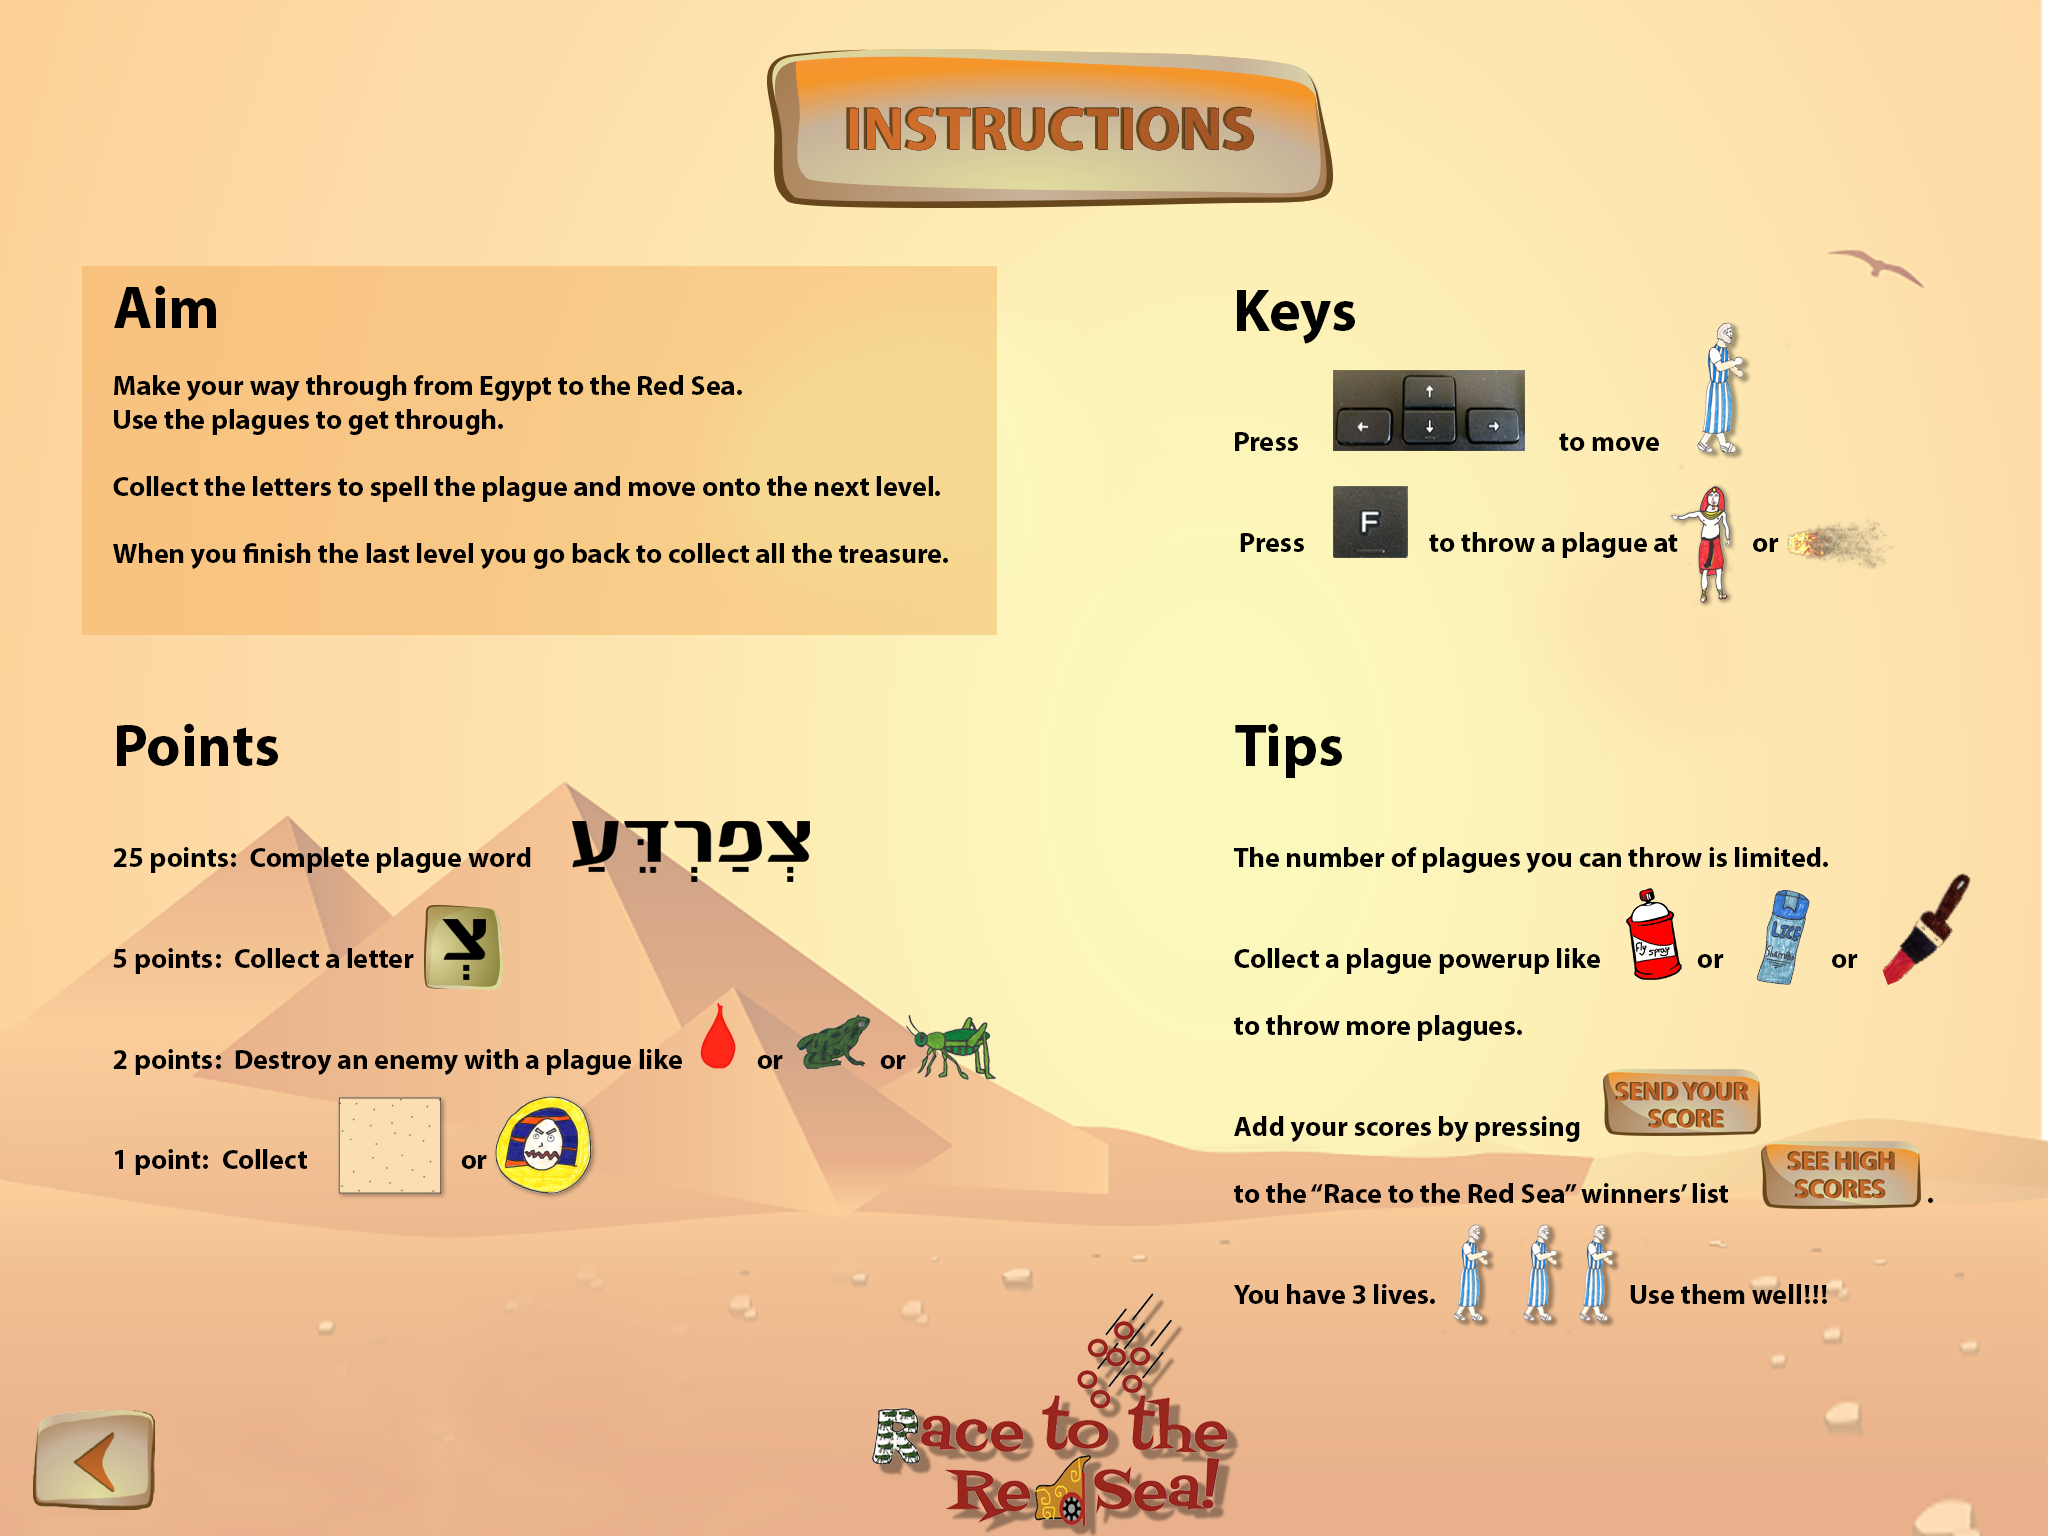 INSTRUCTIONS
Aim
Make your way through from Egypt to the Red Sea.
Use the plagues to get through.
Collect the letters to spell the plague and move onto the next level.
When you finish the last level you go back to collect all the treasure.
Keys
Press ↑ ← ↓ → to move
Press F to throw a plague at or
Points
25 points: Complete plague word צְפַרְדֵּעַ
5 points: Collect a letter צְ
2 points: Destroy an enemy with a plague like or or
1 point: Collect or
Tips
The number of plagues you can throw is limited.
Collect a plague powerup like Fly spray or LICE Shampoo or
to throw more plagues.
Add your scores by pressing SEND YOUR SCORE
to the “Race to the Red Sea” winners’ list SEE HIGH SCORES .
You have 3 lives. Use them well!!!
Race to the
Red Sea!